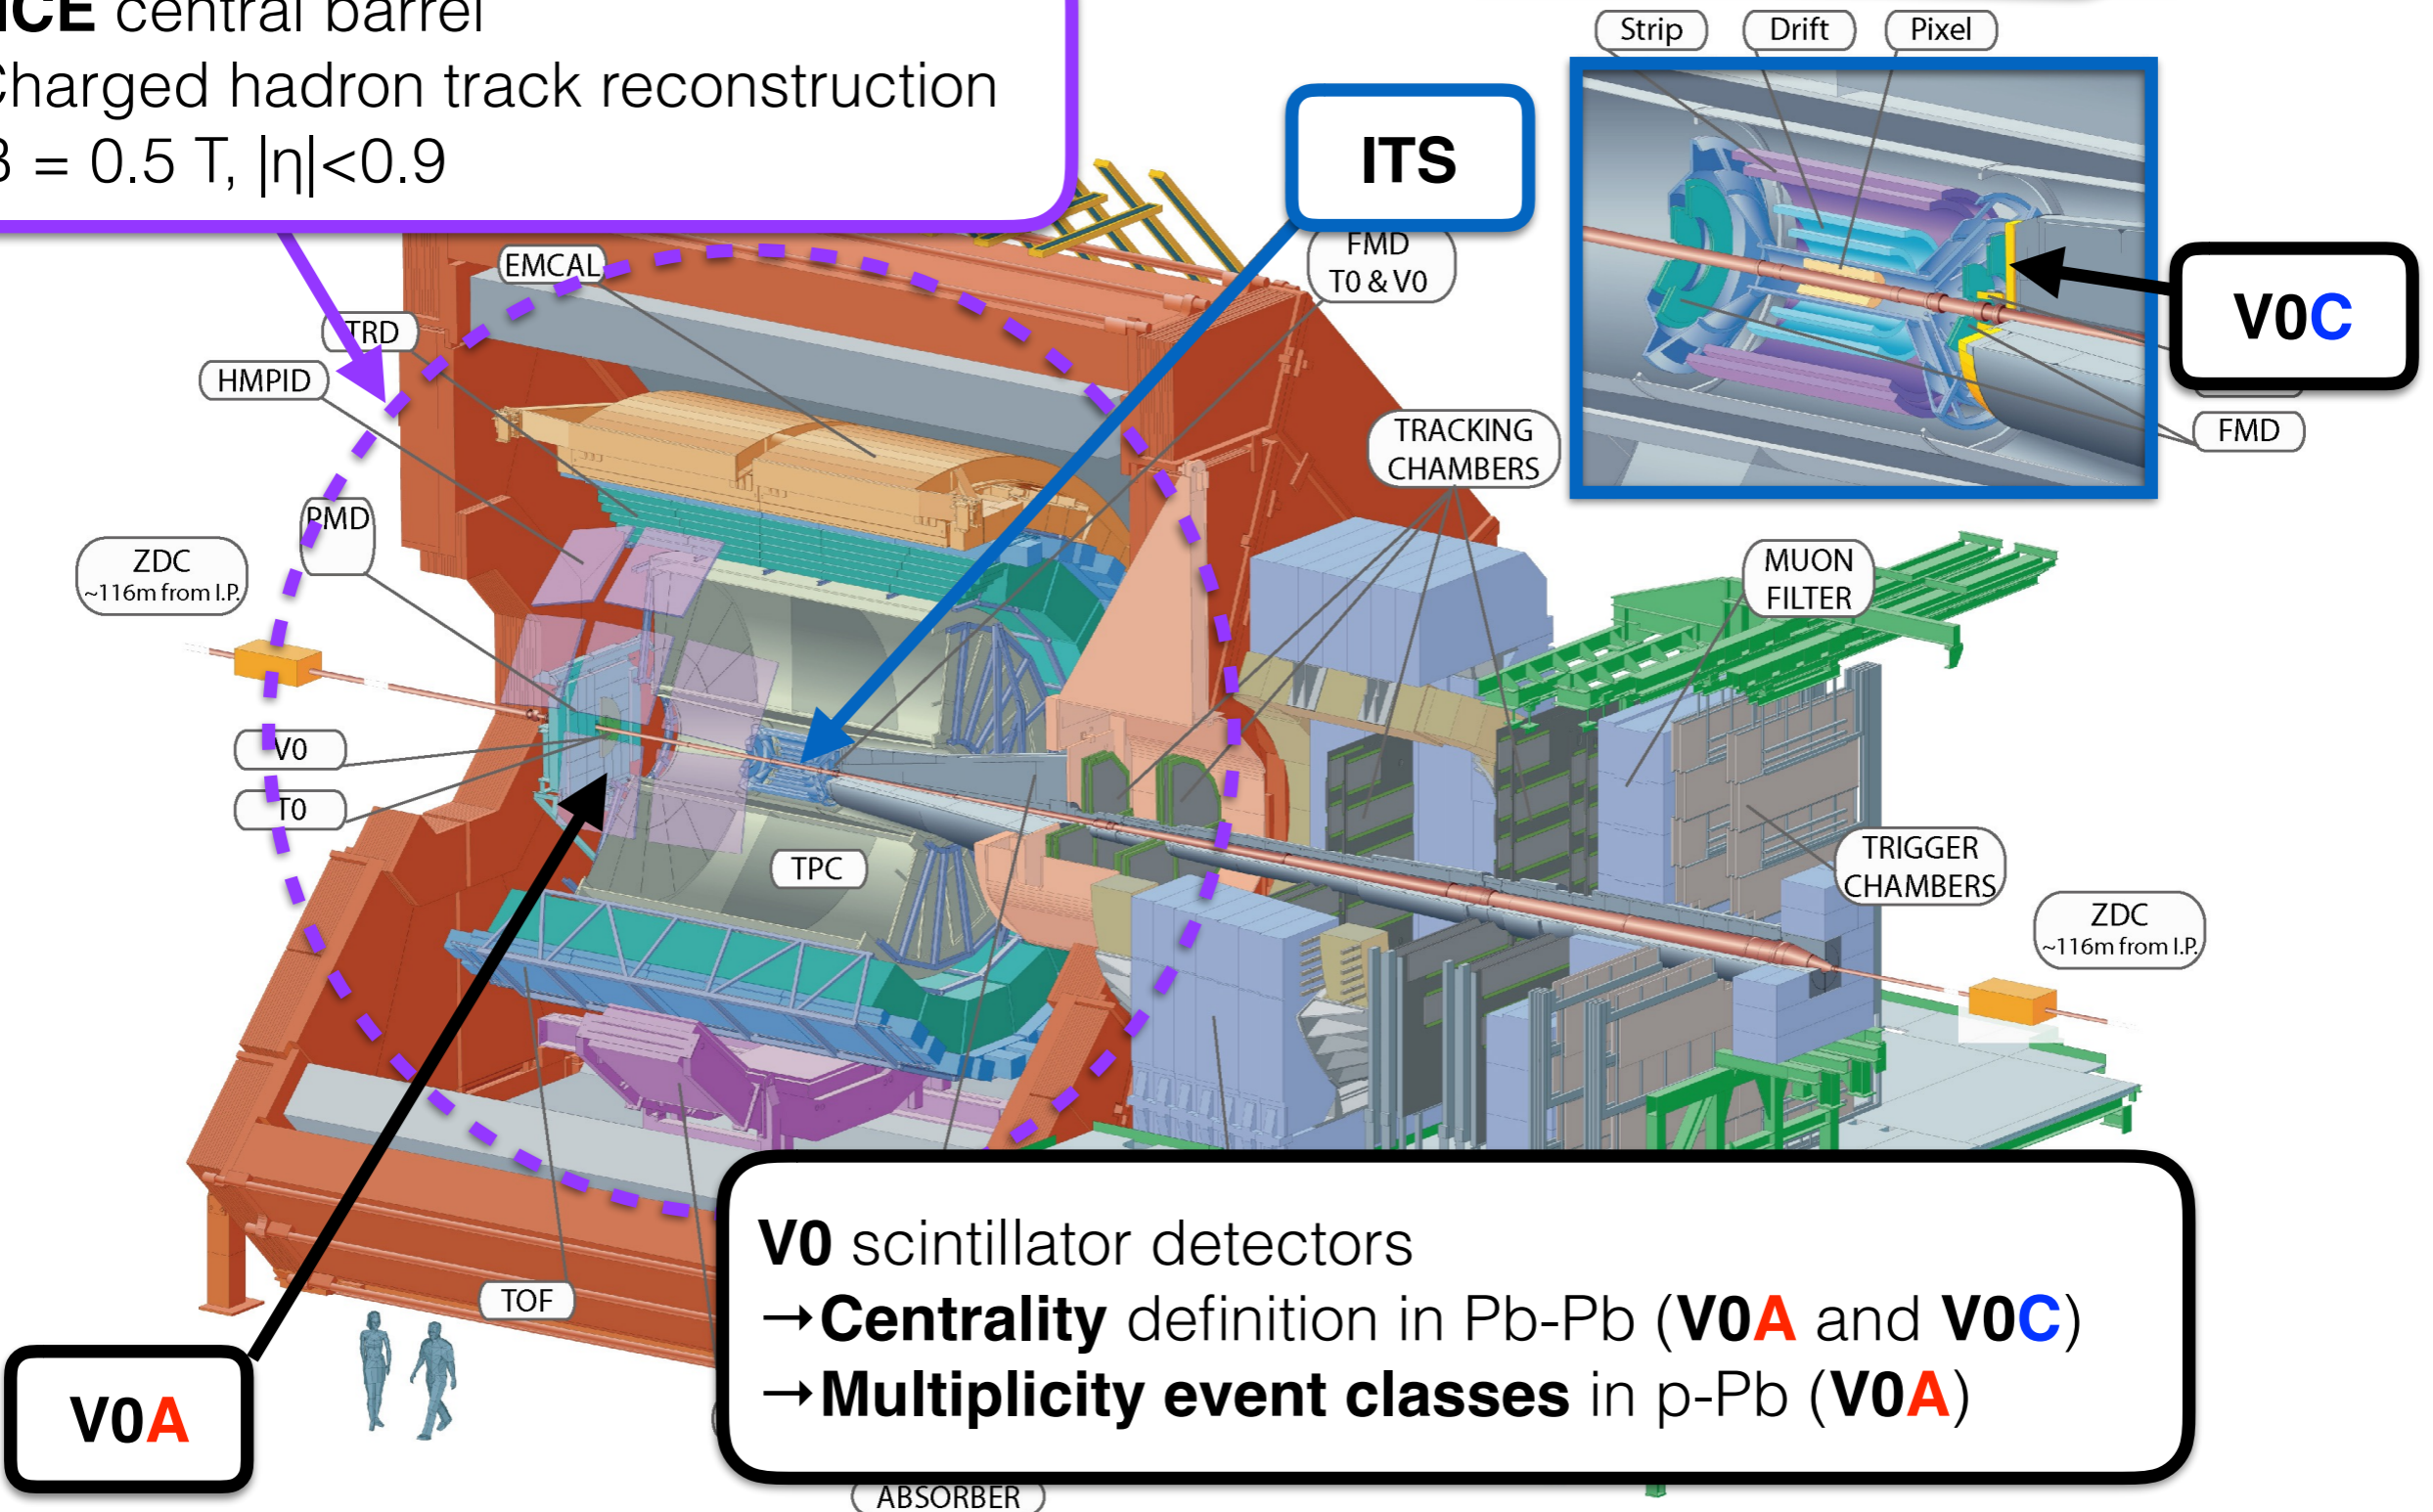 ICE central barrel
Charged hadron track reconstruction
= 0.5 T, |η|<0.9
Strip
Drift
Pixel
ITS
V0C
FMD
T0 & V0
EMCAL
TRD
HMPID
TRACKING
CHAMBERS
FMD
PMD
ZDC
~116m from I.P.
MUON
FILTER
V0
T0
TPC
TRIGGER
CHAMBERS
ZDC
~116m from I.P.
TOF
V0 scintillator detectors
→Centrality definition in Pb-Pb (V0A and V0C)
→Multiplicity event classes in p-Pb (V0A)
V0A
ABSORBER